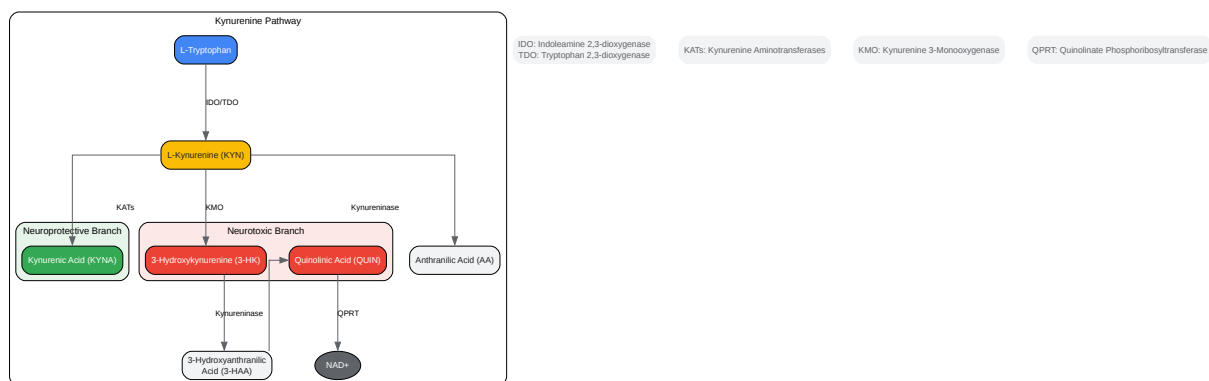 Kynurenine Pathway
L-Tryptophan
IDO: Indoleamine 2,3-dioxygenase
TDO: Tryptophan 2,3-dioxygenase
KATs: Kynurenine Aminotransferases
KMO: Kynurenine 3-Monooxygenase
QPRT: Quinolinate Phosphoribosyltransferase
IDO/TDO
L-Kynurenine (KYN)
KATs
KMO
Kynureninase
Neuroprotective Branch
Neurotoxic Branch
Kynurenic Acid (KYNA)
3-Hydroxykynurenine (3-HK)
Quinolinic Acid (QUIN)
Anthranilic Acid (AA)
Kynureninase
QPRT
3-Hydroxyanthranilic
Acid (3-HAA)
NAD+